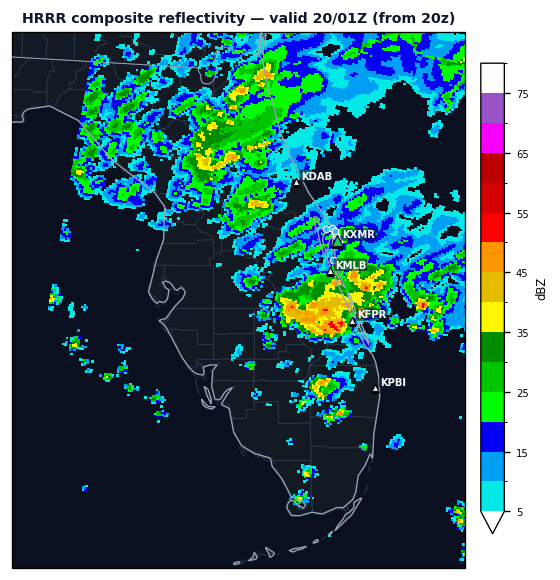 HRRR composite reflectivity — valid 20/01Z (from 20z)
75
65
55
45
35
25
15
5
dBZ
KDAB
KXMR
KMLB
KFPR
KPBI